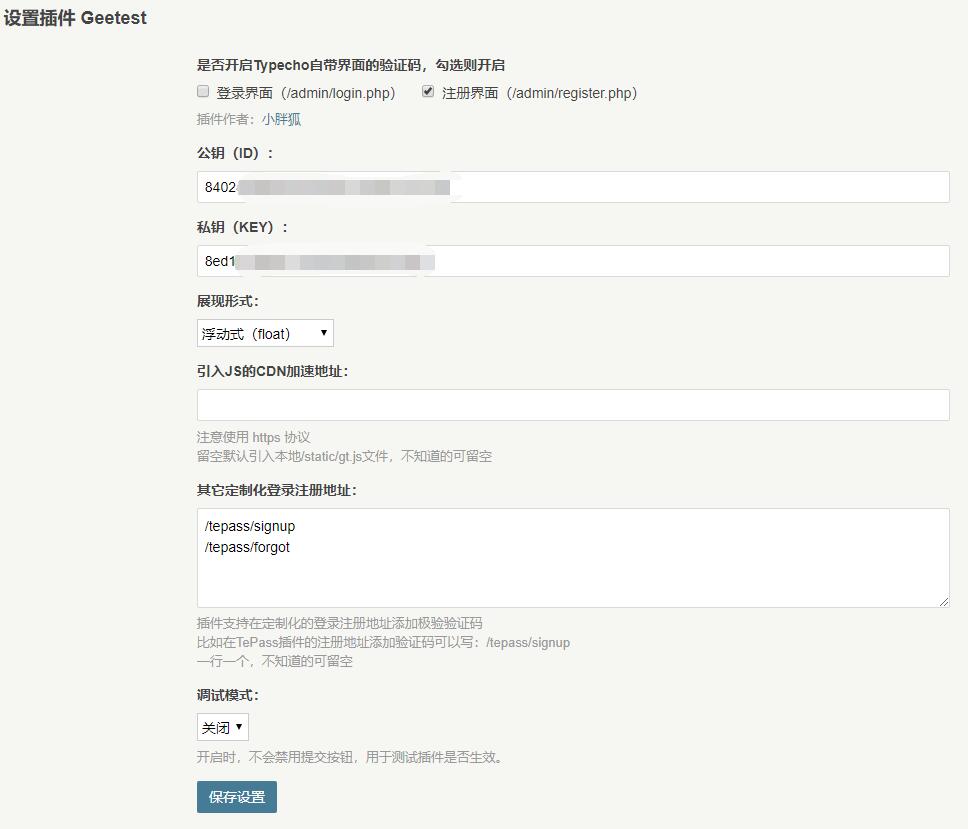 设置插件 Geetest
是否开启Typecho自带界面的验证码，勾选则开启
登录界面（/admin/login.php） 注册界面（/admin/register.php）
插件作者：小胖狐
公钥（ID）：
8402
私钥（KEY）：
8ed1
展现形式：
浮动式（float）
引入JS的CDN加速地址：
注意使用 https 协议
留空默认引入本地/static/gt.js文件，不知道的可留空
其它定制化登录注册地址：
/tepass/signup
/tepass/forgot
插件支持在定制化的登录注册地址添加极验验证码
比如在TePass插件的注册地址添加验证码可以写：/tepass/signup
一行一个，不知道的可留空
调试模式：
关闭
开启时，不会禁用提交按钮，用于测试插件是否生效。
保存设置